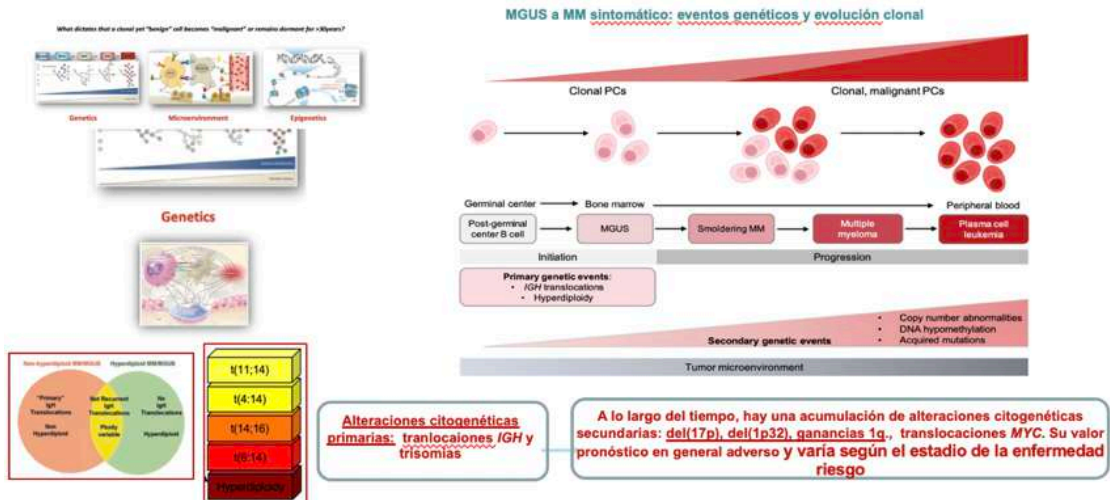 MGUS a MM sintomático: eventos genéticos y evolución clonal
What dictates that a clonal yet "benign" cell becomes "malignant" or remains dormant for >30years?
Genetics
Microenvironment
Epigenetics
Genetics
Clonal PCs
Clonal, malignant PCs
Germinal center
Bone marrow
Peripheral blood
Post-germinal
center B cell
MGUS
Smoldering MM
Multiple
myeloma
Plasma cell
leukemia
Initiation
Progression
Primary genetic events:
• IGH translocations
• Hyperdiploidy
• Copy number abnormalities
• DNA hypomethylation
• Acquired mutations
Secondary genetic events
Tumor microenvironment
Non-hyperdiploid MM/MGUS
Hyperdiploid MM/MGUS
"Primary"
IgH
Translocations
Non
Hyperdiploid
Not Recurrent
IgH
Translocations
Ploidy
variable
No
IgH
Translocations
Hyperdiploid
t(11;14)
t(4:14)
t(14;16)
t(6;14)
Hyperdiploidy
Alteraciones citogenéticas
primarias: tranlocaiones IGH y
trisomías
A lo largo del tiempo, hay una acumulación de alteraciones citogenéticas
secundarias: del(17p), del(1p32), ganancias 1q., translocaciones MYC. Su valor
pronóstico en general adverso y varía según el estadio de la enfermedad
riesgo